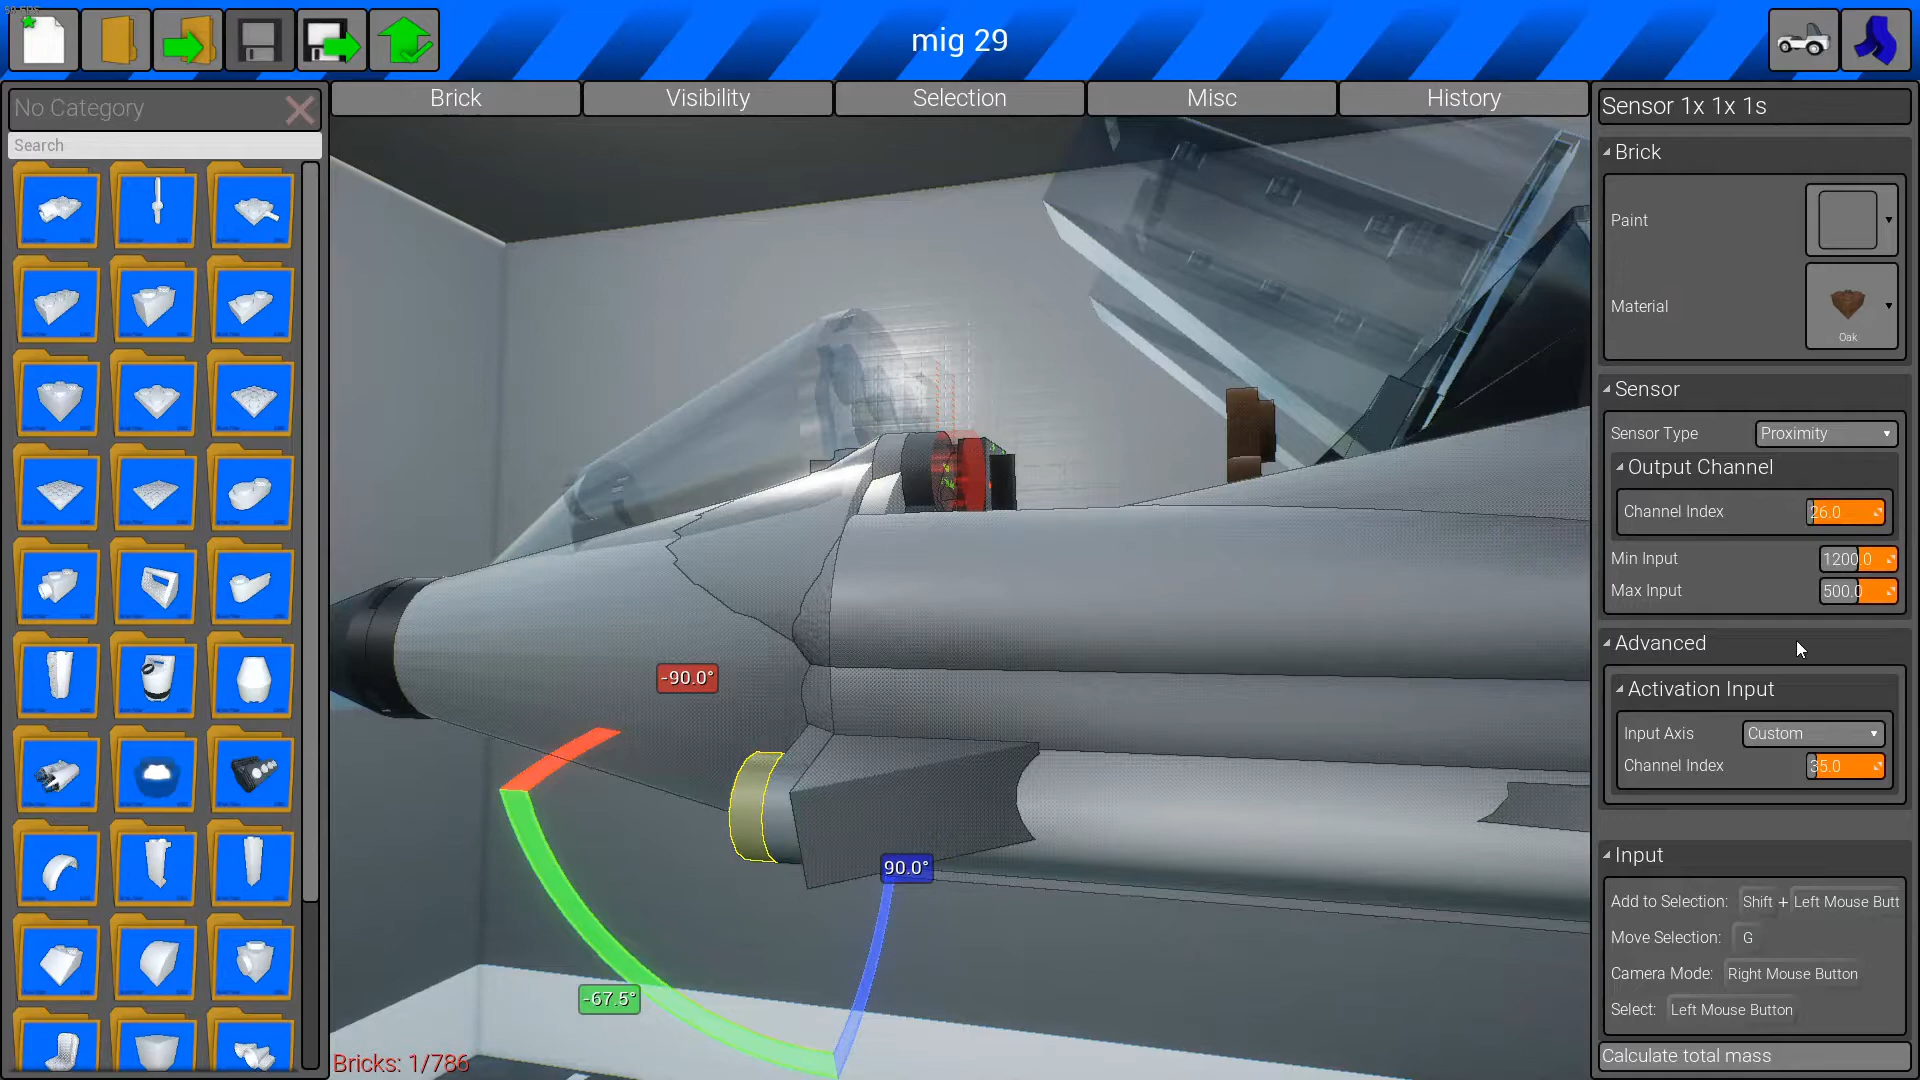 mig 29
No Category
Search
Brick
Visibility
Selection
Misc
History
-90.0°
90.0°
-67.5°
Bricks: 1/786
Sensor 1x 1x 1s
Brick
Paint
Material
Oak
Sensor
Sensor Type
Proximity
Output Channel
Channel Index
26.0
Min Input
1200.0
Max Input
500.0
Advanced
Activation Input
Input Axis
Custom
Channel Index
35.0
Input
Add to Selection: Shift + Left Mouse Butt
Move Selection: G
Camera Mode: Right Mouse Button
Select: Left Mouse Button
Calculate total mass